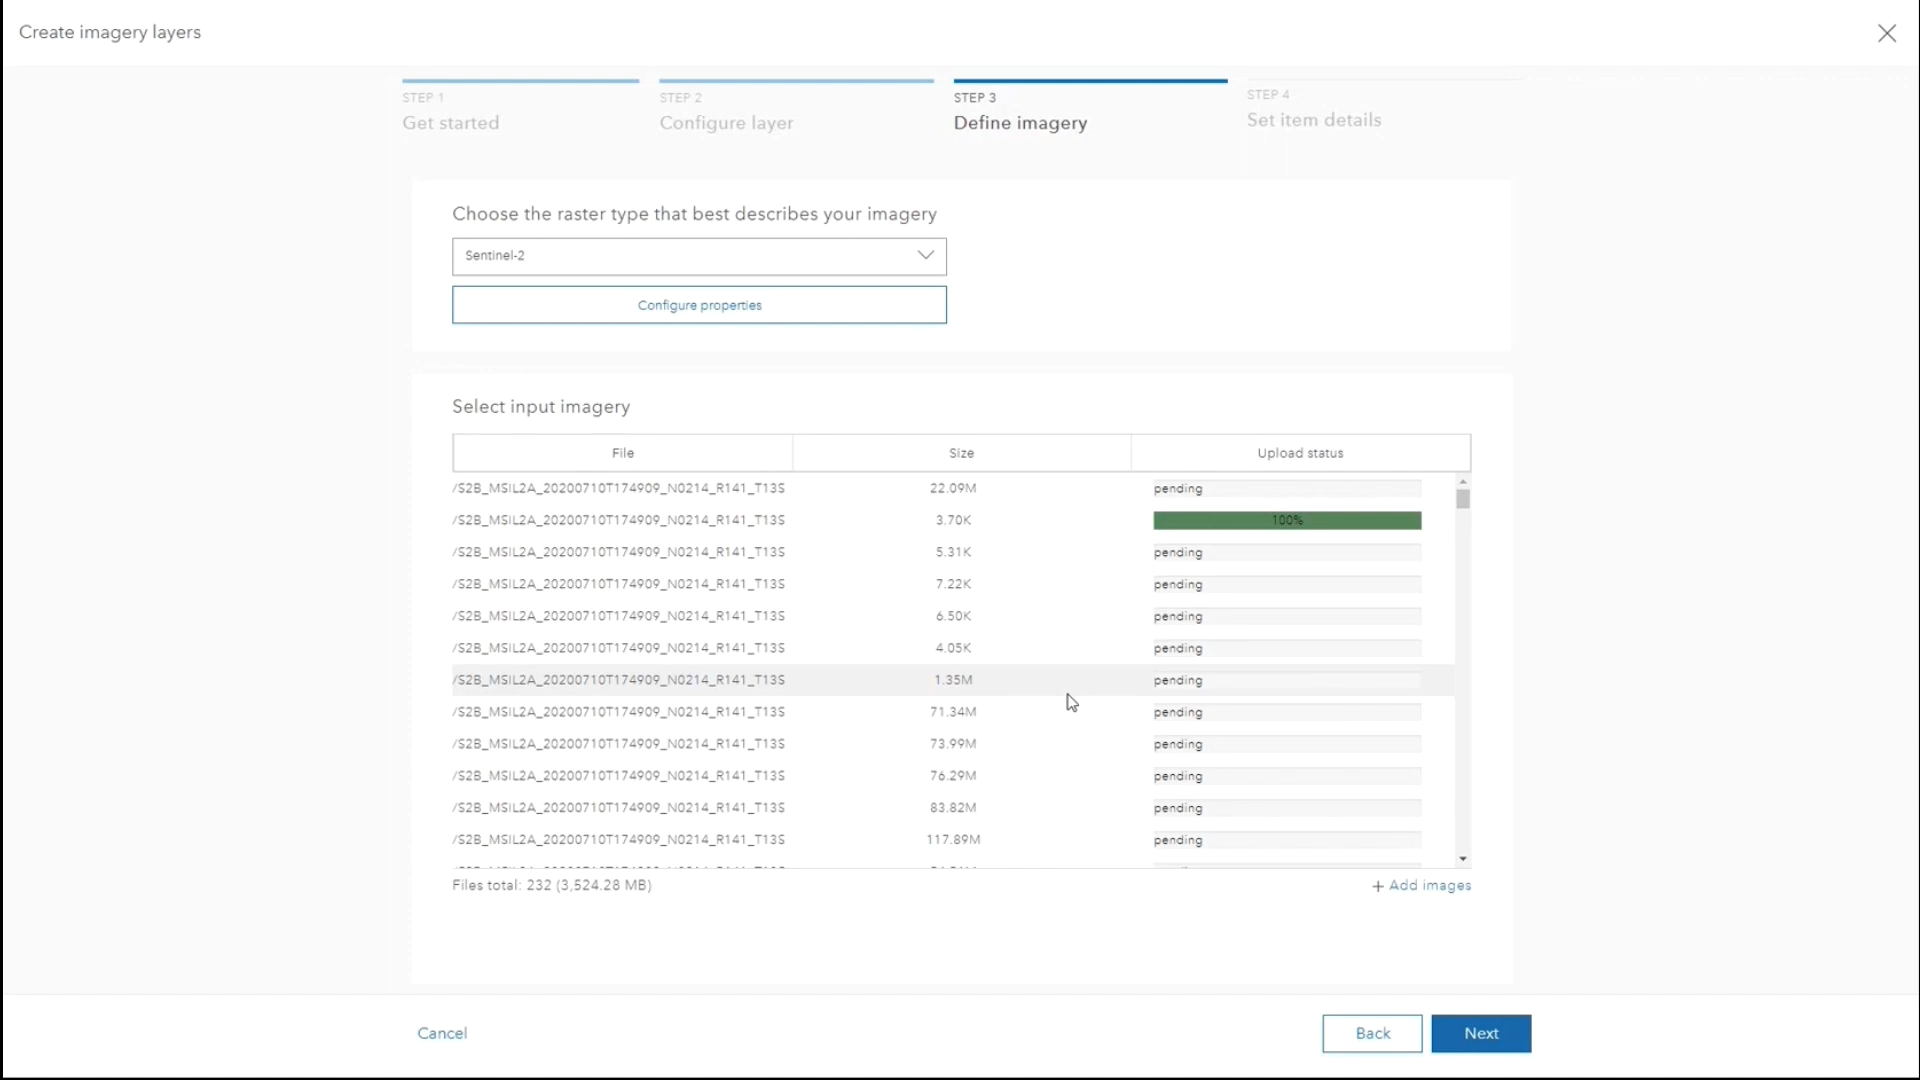 Create imagery layers
STEP 1
Get started
STEP 2
Configure layer
STEP 3
Define imagery
STEP 4
Set item details
Choose the raster type that best describes your imagery
Sentinel-2
Configure properties
Select input imagery
File Size Upload status
/S2B_MSIL2A_20200710T174909_N0214_R141_T13S 22.09M pending
/S2B_MSIL2A_20200710T174909_N0214_R141_T13S 3.70K 100%
/S2B_MSIL2A_20200710T174909_N0214_R141_T13S 5.31K pending
/S2B_MSIL2A_20200710T174909_N0214_R141_T13S 7.22K pending
/S2B_MSIL2A_20200710T174909_N0214_R141_T13S 6.50K pending
/S2B_MSIL2A_20200710T174909_N0214_R141_T13S 4.05K pending
/S2B_MSIL2A_20200710T174909_N0214_R141_T13S 1.35M pending
/S2B_MSIL2A_20200710T174909_N0214_R141_T13S 71.34M pending
/S2B_MSIL2A_20200710T174909_N0214_R141_T13S 73.99M pending
/S2B_MSIL2A_20200710T174909_N0214_R141_T13S 76.29M pending
/S2B_MSIL2A_20200710T174909_N0214_R141_T13S 83.82M pending
/S2B_MSIL2A_20200710T174909_N0214_R141_T13S 117.89M pending
Files total: 232 (3,524.28 MB) + Add images
Cancel Back Next